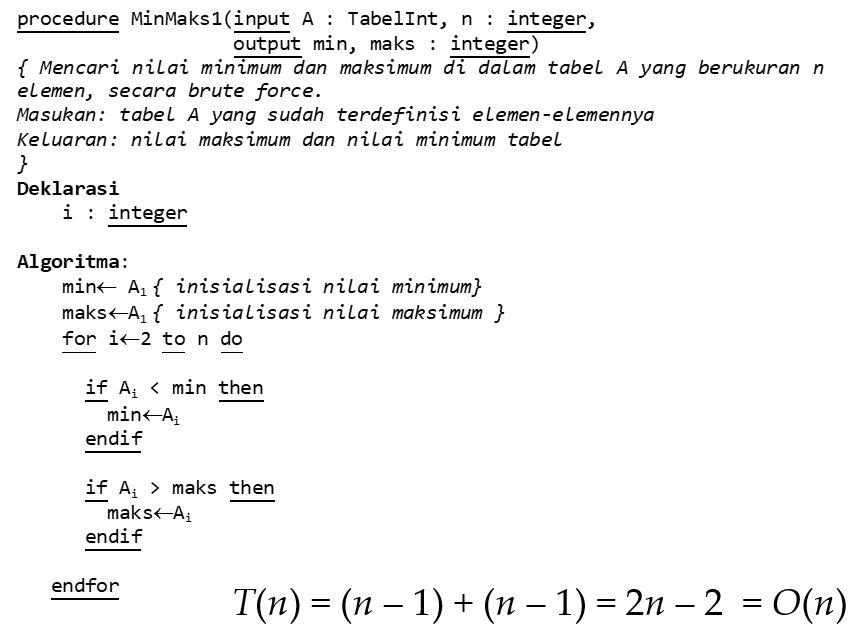 procedure MinMaks1(input A : TabelInt, n : integer,
output min, maks : integer)
{ Mencari nilai minimum dan maksimum di dalam tabel A yang berukuran n
elemen, secara brute force.
Masukan: tabel A yang sudah terdefinisi elemen-elemennya
Keluaran: nilai maksimum dan nilai minimum tabel
}
Deklarasi
i : integer
Algoritma:
min← A₁ { inisialisasi nilai minimum}
maks←A₁ { inisialisasi nilai maksimum }
for i←2 to n do
if Aᵢ < min then
min←Aᵢ
endif
if Aᵢ > maks then
maks←Aᵢ
endif
endfor
T(n) = (n – 1) + (n – 1) = 2n – 2 = O(n)